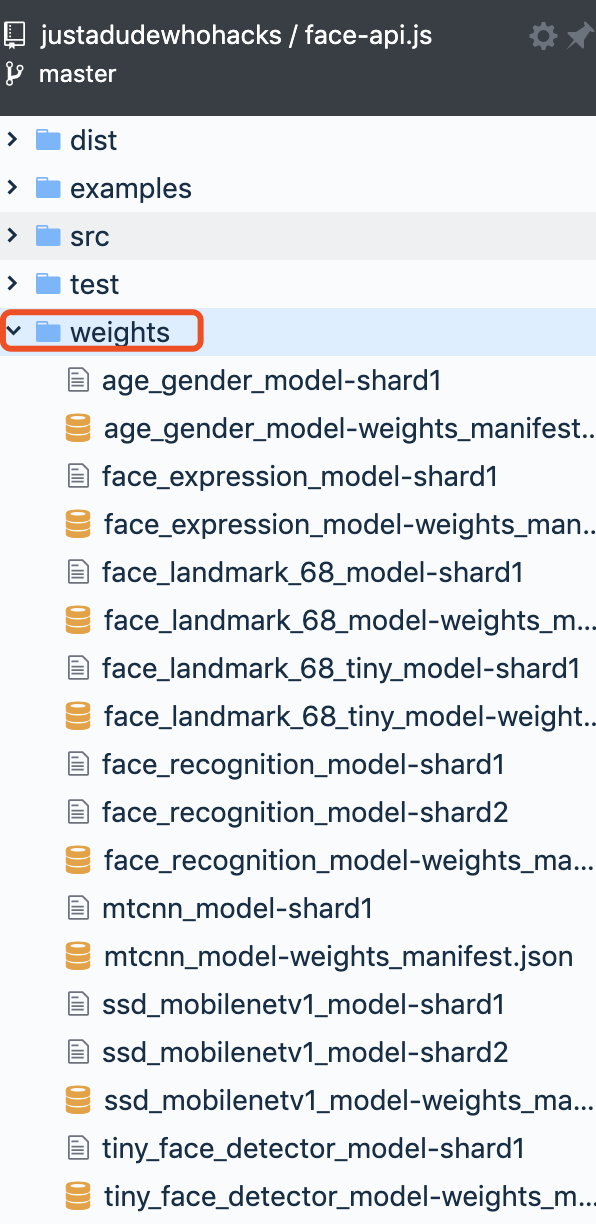 justadudewhohacks / face-api.js
master
dist
examples
src
test
weights
age_gender_model-shard1
age_gender_model-weights_manifest...
face_expression_model-shard1
face_expression_model-weights_man...
face_landmark_68_model-shard1
face_landmark_68_model-weights_m...
face_landmark_68_tiny_model-shard1
face_landmark_68_tiny_model-weight...
face_recognition_model-shard1
face_recognition_model-shard2
face_recognition_model-weights_ma...
mtcnn_model-shard1
mtcnn_model-weights_manifest.json
ssd_mobilenetv1_model-shard1
ssd_mobilenetv1_model-shard2
ssd_mobilenetv1_model-weights_ma...
tiny_face_detector_model-shard1
tiny_face_detector_model-weights_m...